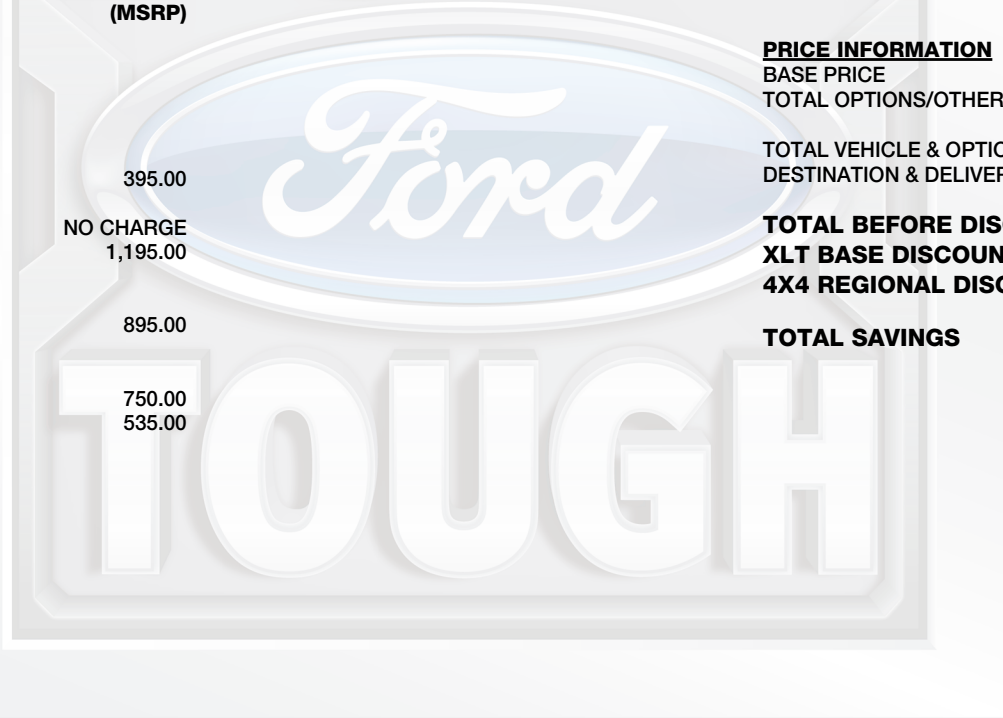 (MSRP)
395.00
NO CHARGE
1,195.00
895.00
750.00
535.00
PRICE INFORMATION
BASE PRICE
TOTAL OPTIONS/OTHER
TOTAL VEHICLE & OPTIO
DESTINATION & DELIVER
TOTAL BEFORE DISC
XLT BASE DISCOUN
4X4 REGIONAL DISC
TOTAL SAVINGS
Ford
TOUGH